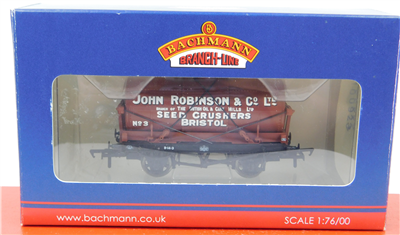 BACHMANN
BRANCH-LINE
JOHN ROBINSON & Co LTD
SEED CRUSHERS
BRISTOL
No 3
www.bachmann.co.uk
SCALE 1:76/OO